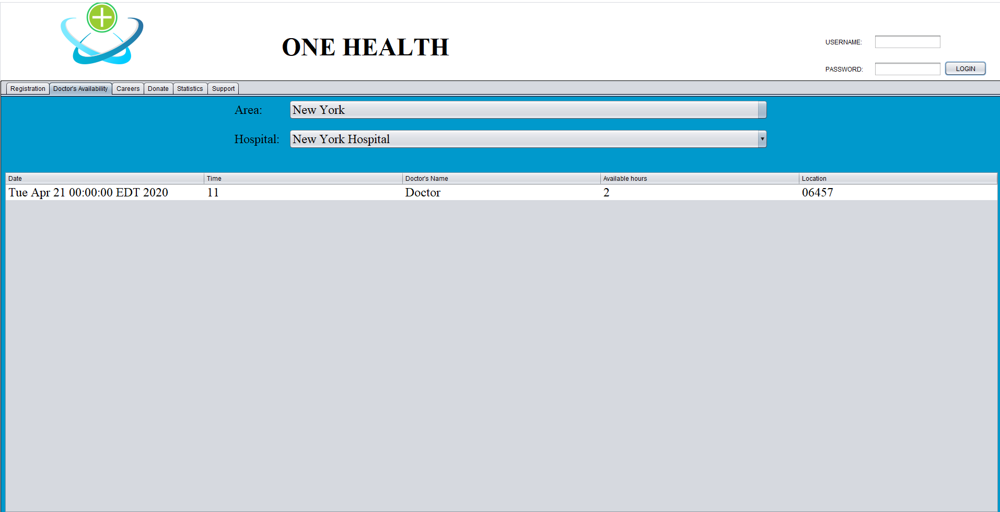 ONE HEALTH
USERNAME:
PASSWORD:
LOGIN
Registration Doctor's Availability Careers Donate Statistics Support
Area: New York
Hospital: New York Hospital
Date Time Doctor's Name Available hours Location
Tue Apr 21 00:00:00 EDT 2020 11 Doctor 2 06457